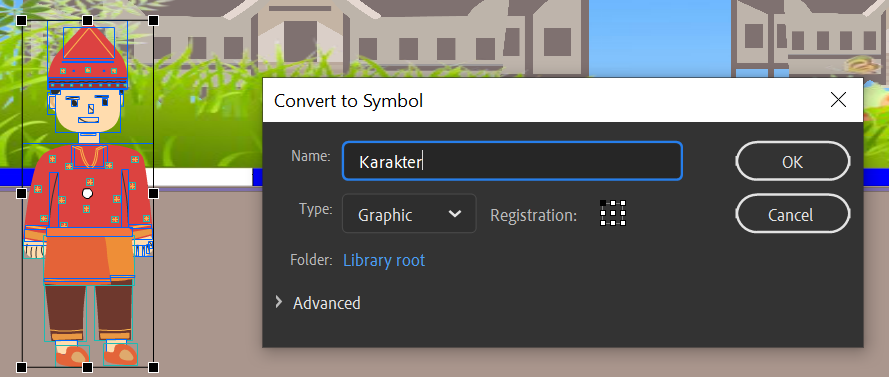 Convert to Symbol
Name: Karakter
OK
Type: Graphic
Registration:
Cancel
Folder: Library root
Advanced